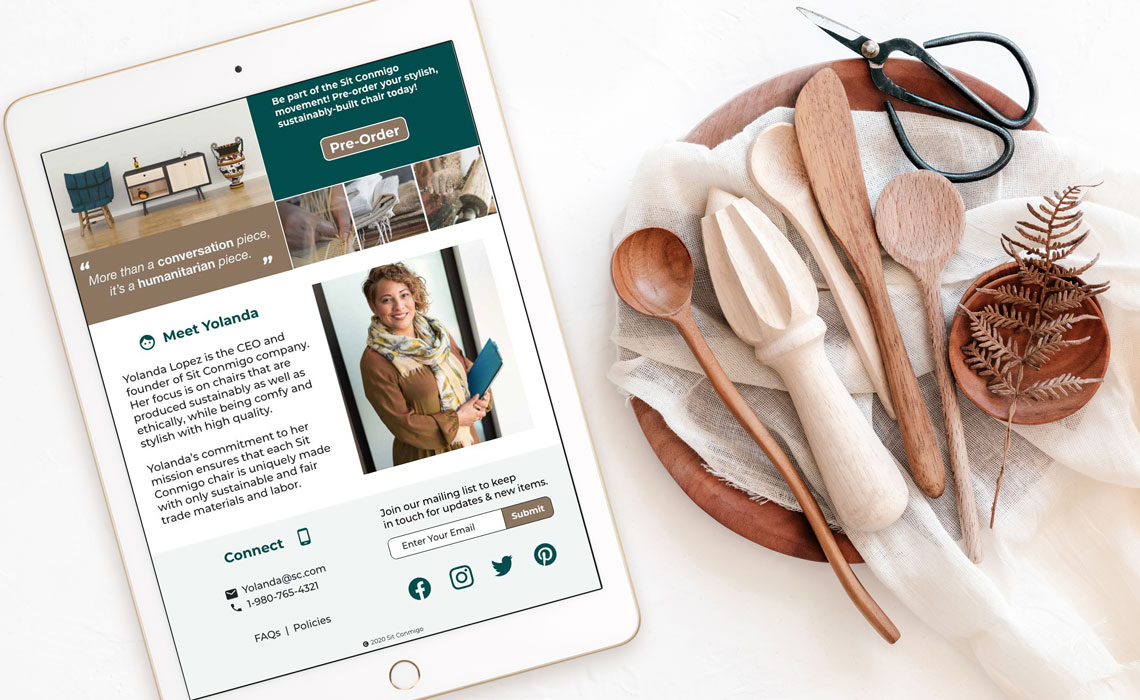 Be part of the Sit Conmigo
movement! Pre-order your stylish,
sustainably-built chair today!
Pre-Order
“ More than a conversation piece,
it's a humanitarian piece. ”
Meet Yolanda
Yolanda Lopez is the CEO and
founder of Sit Conmigo company.
Her focus is on chairs that are
produced sustainably as well as
ethically, while being comfy and
stylish with high quality.
Yolanda's commitment to her
mission ensures that each Sit
Conmigo chair is uniquely made
with only sustainable and fair
trade materials and labor.
Connect
Yolanda@sc.com
1-980-765-4321
FAQs | Policies
Join our mailing list to keep
in touch for updates & new items.
Enter Your Email
Submit
© 2020 Sit Conmigo